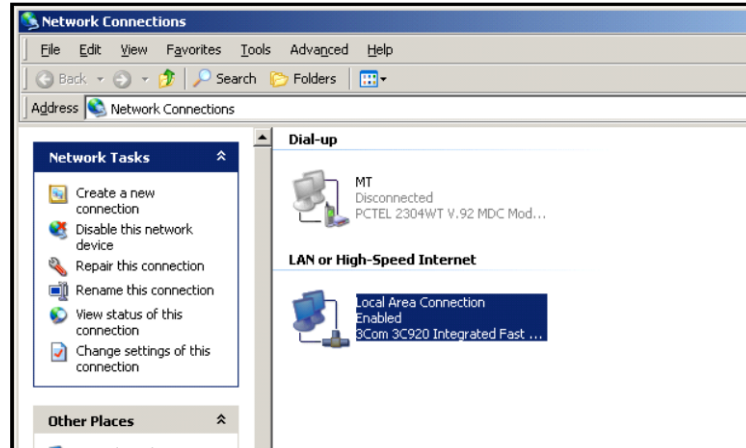 Network Connections
File Edit View Favorites Tools Advanced Help
Back Search Folders
Address Network Connections
Network Tasks
Create a new
connection
Disable this network
device
Repair this connection
Rename this connection
View status of this
connection
Change settings of this
connection
Other Places
Dial-up
MT
Disconnected
PCTEL 2304WT V.92 MDC Mod...
LAN or High-Speed Internet
Local Area Connection
Enabled
3Com 3C920 Integrated Fast ...